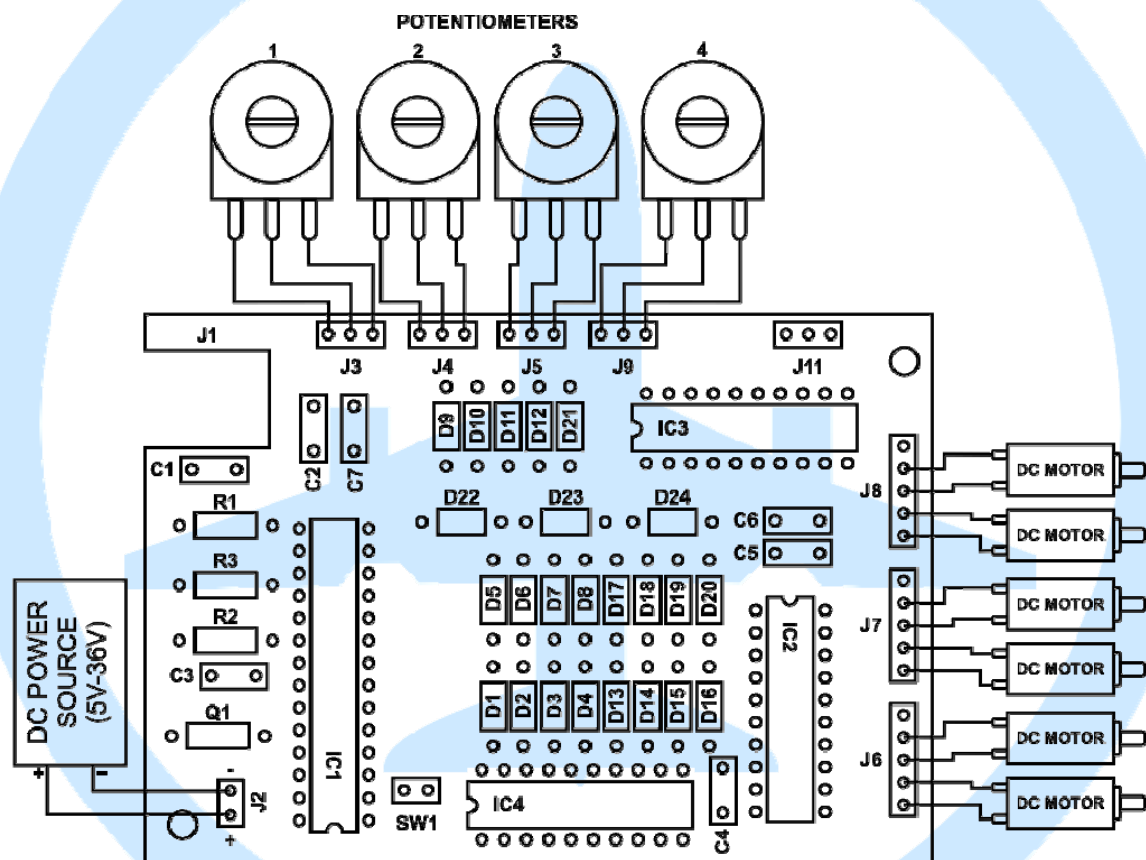 POTENTIOMETERS
1 2 3 4
J1
J3 J4 J5 J9 J11
D9 D10 D11 D12 D21
IC3
C1
C2 C7
DC MOTOR
J8
R1
D22 D23 D24
C6
DC MOTOR
C5
R3
D5 D6 D7 D8 D17 D18 D19 D20
DC MOTOR
DC POWER
SOURCE
(5V-36V)
R2
IC2
J7
C3
DC MOTOR
D1 D2 D3 D4 D13 D14 D15 D16
Q1
DC MOTOR
IC1
J6
+ -
-
J2
+
SW1
IC4
C4
DC MOTOR